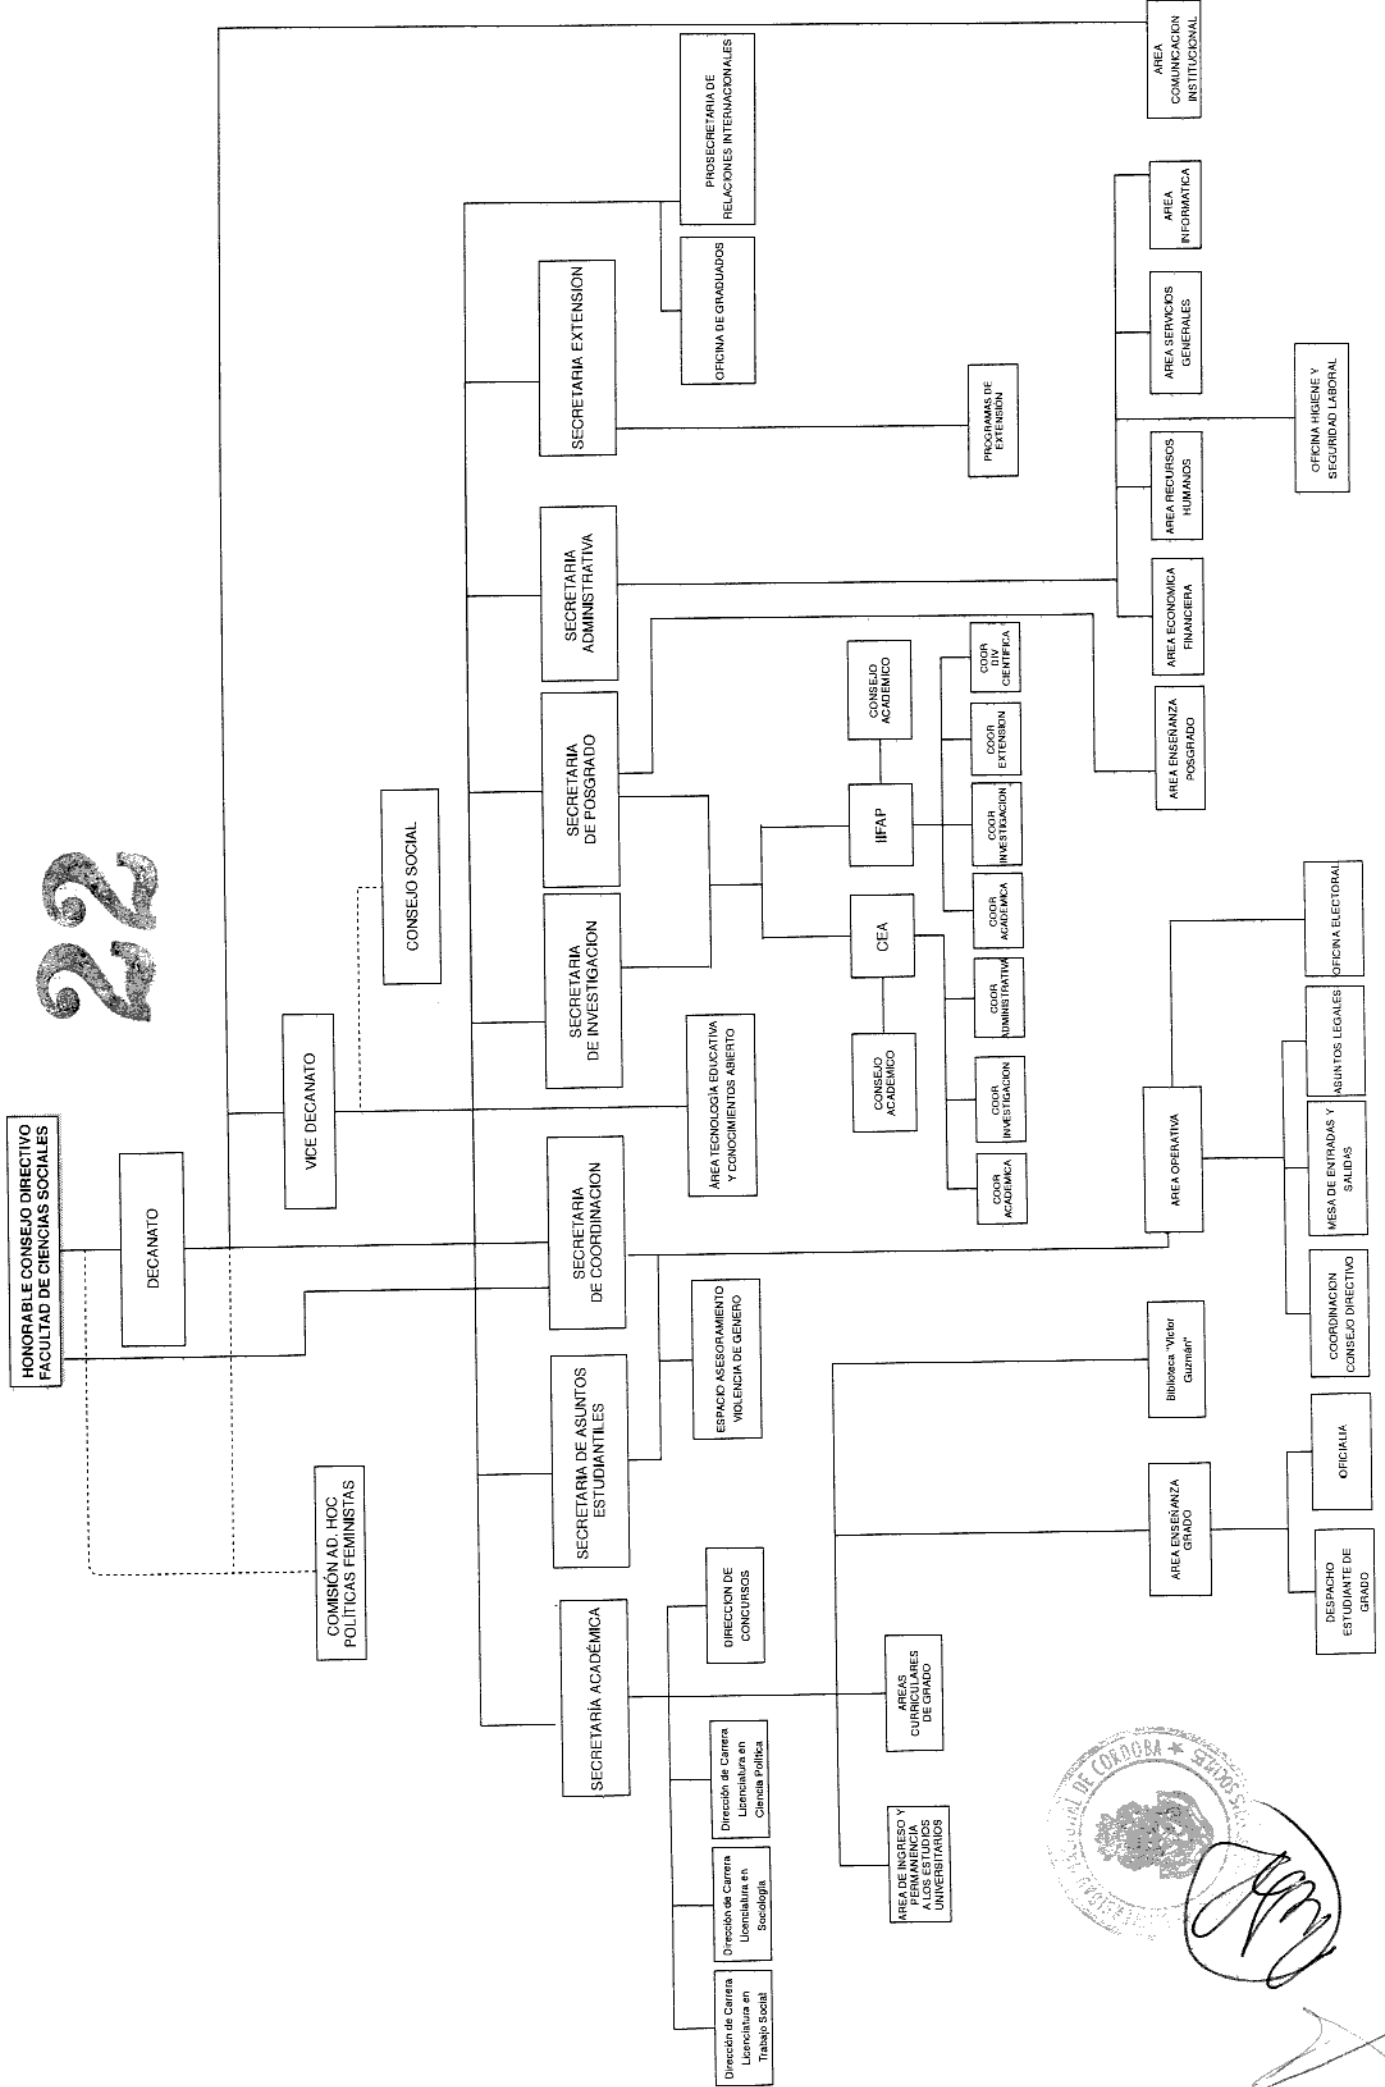 22
HONORABLE CONSEJO DIRECTIVO
FACULTAD DE CIENCIAS SOCIALES
DECANATO
VICE DECANATO
COMISIÓN AD. HOC
POLÍTICAS FEMINISTAS
CONSEJO SOCIAL
SECRETARÍA ACADÉMICA
SECRETARIA DE ASUNTOS
ESTUDIANTILES
SECRETARIA
DE COORDINACION
SECRETARIA
DE INVESTIGACION
SECRETARIA
DE POSGRADO
SECRETARIA
ADMINISTRATIVA
SECRETARIA EXTENSION
Dirección de Carrera
Licenciatura en
Trabajo Social
Dirección de Carrera
Licenciatura en
Sociología
Dirección de Carrera
Licenciatura en
Ciencia Política
DIRECCION DE
CONCURSOS
ESPACIO ASESORAMIENTO
VIOLENCIA DE GENERO
ÁREA TECNOLOGÍA EDUCATIVA
Y CONOCIMIENTOS ABIERTO
OFICINA DE GRADUADOS
PROSECRETARIA DE
RELACIONES INTERNACIONALES
CONSEJO
ACADEMICO
CEA
IIFAP
CONSEJO
ACADEMICO
AREA DE INGRESO Y
PERMANENCIA
A LOS ESTUDIOS
UNIVERSITARIOS
AREAS
CURRICULARES
DE GRADO
COOR
ACADEMICA
COOR
INVESTIGACION
COOR
ADMINISTRATIVA
COOR
ACADEMICA
COOR
INVESTIGACION
COOR
EXTENSION
COOR
DIV
CIENTIFICA
PROGRAMAS DE
EXTENSIÓN
AREA ENSEÑANZA
GRADO
Biblioteca "Victor
Guzmán"
AREA OPERATIVA
AREA ENSEÑANZA
POSGRADO
AREA ECONOMICA
FINANCIERA
AREA RECURSOS
HUMANOS
AREA SERVICIOS
GENERALES
AREA
INFORMATICA
AREA
COMUNICACION
INSTITUCIONAL
DESPACHO
ESTUDIANTE DE
GRADO
OFICIALIA
COORDINACION
CONSEJO DIRECTIVO
MESA DE ENTRADAS Y
SALIDAS
ASUNTOS LEGALES
OFICINA ELECTORAL
OFICINA HIGIENE Y
SEGURIDAD LABORAL
DE CORDOBA